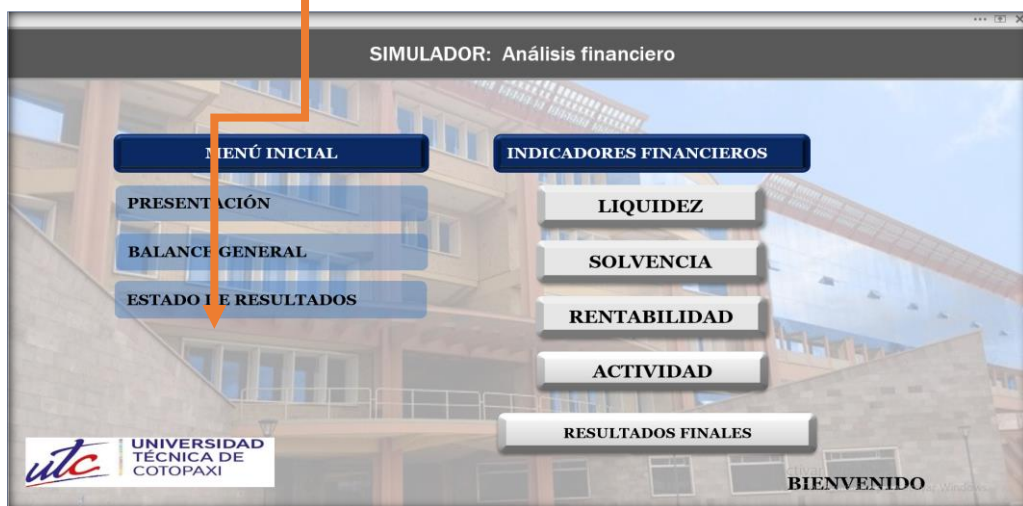 SIMULADOR: Análisis financiero
MENÚ INICIAL
PRESENTACIÓN
BALANCE GENERAL
ESTADO DE RESULTADOS
INDICADORES FINANCIEROS
LIQUIDEZ
SOLVENCIA
RENTABILIDAD
ACTIVIDAD
RESULTADOS FINALES
utc UNIVERSIDAD
TÉCNICA DE
COTOPAXI
BIENVENIDO